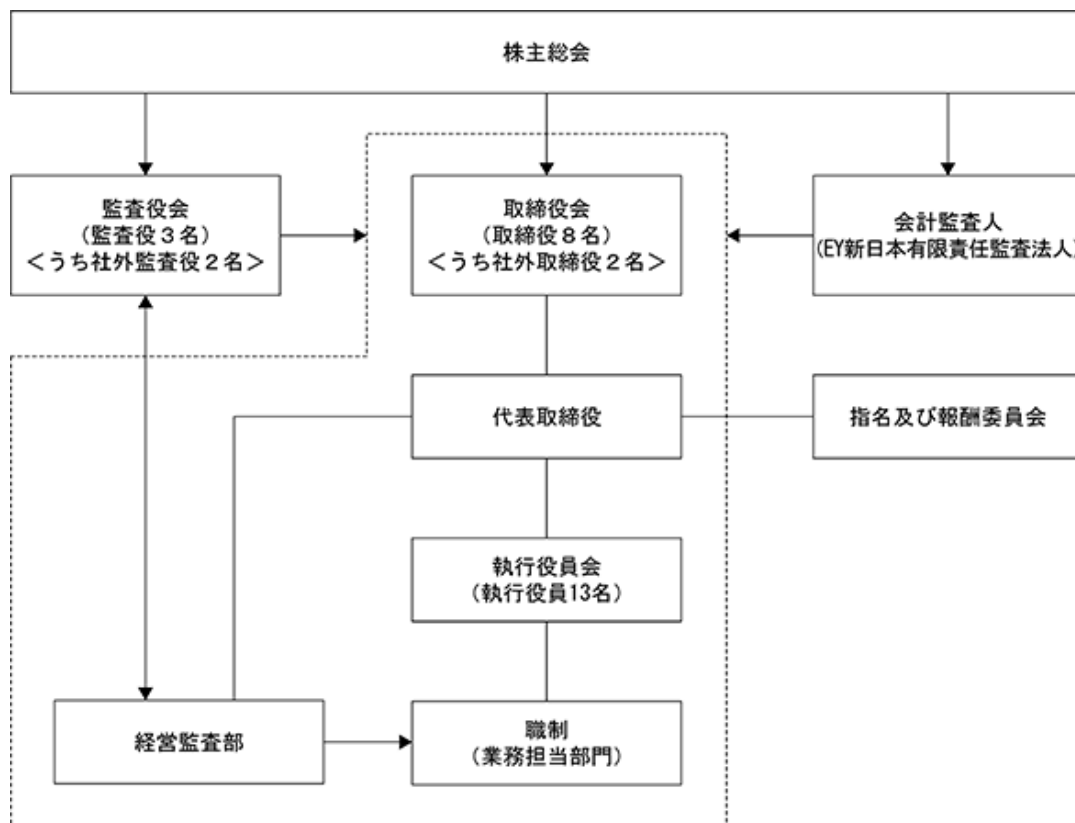 株主総会
監査役会
（監査役３名）
＜うち社外監査役２名＞
取締役会
（取締役８名）
＜うち社外取締役２名＞
会計監査人
(EY新日本有限責任監査法人)
代表取締役
指名及び報酬委員会
執行役員会
（執行役員13名）
経営監査部
職制
（業務担当部門）